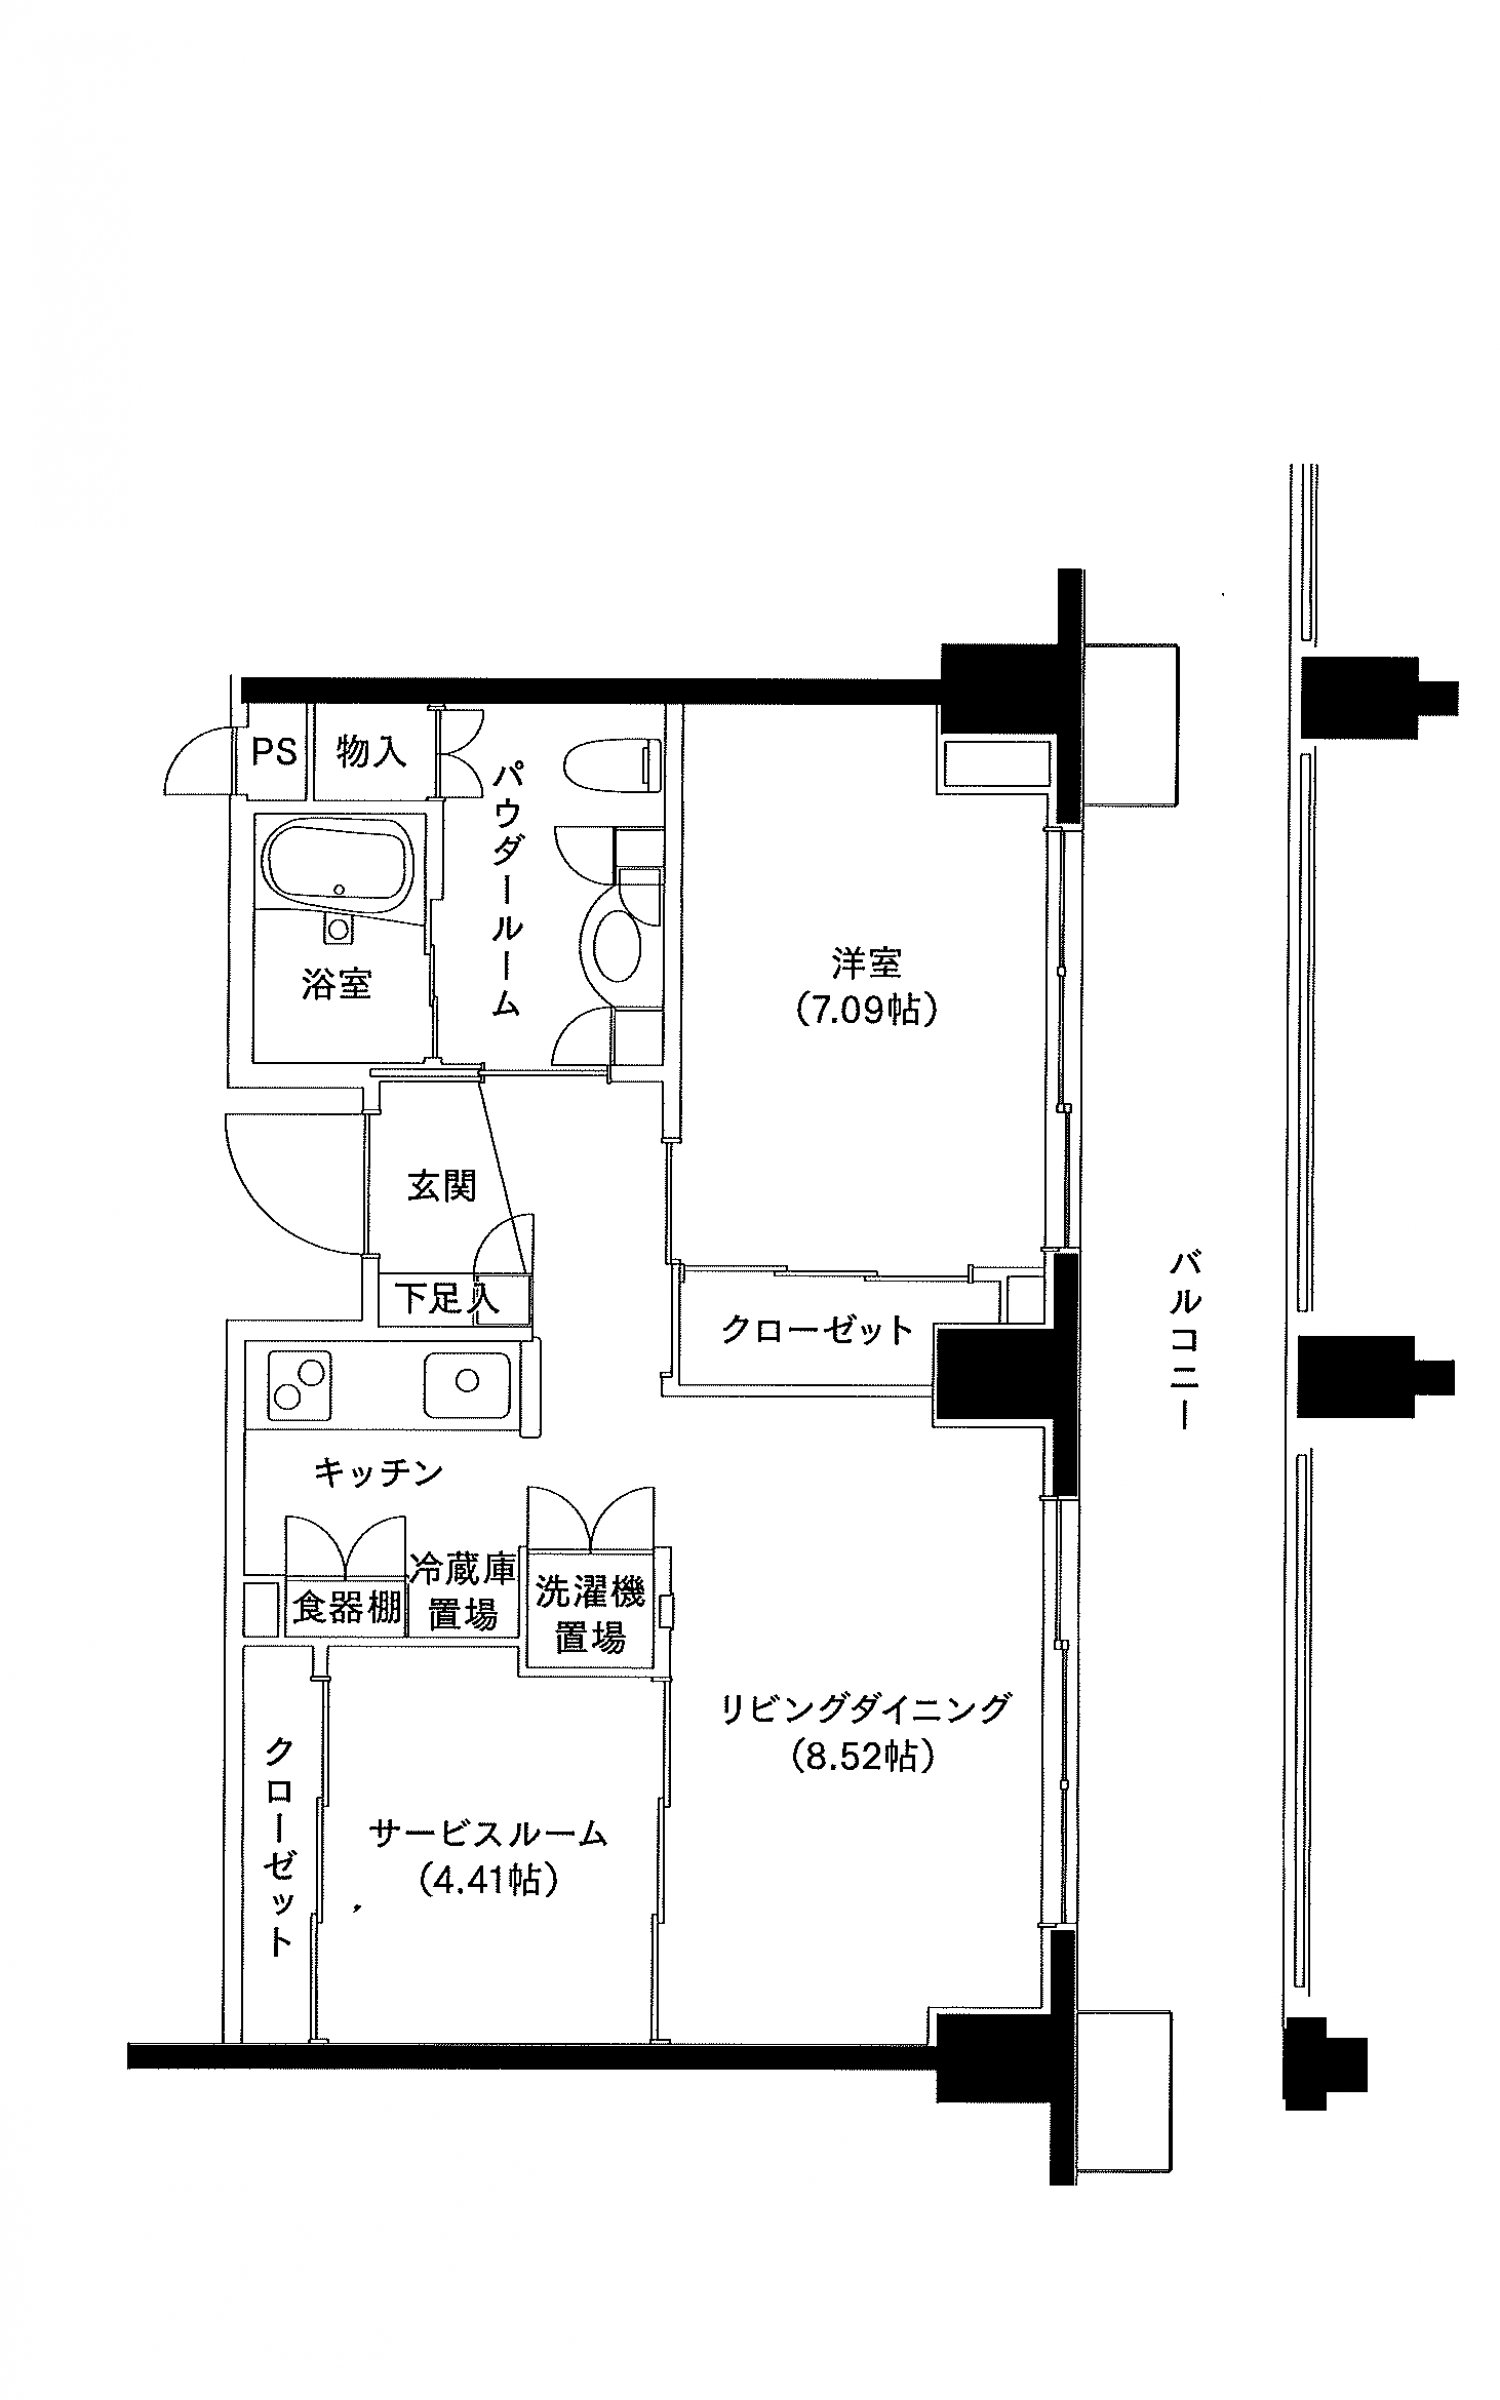 PS
物入
パウダールーム
浴室
洋室
(7.09帖)
玄関
下足入
クローゼット
バルコニー
キッチン
冷蔵庫
置場
洗濯機
置場
食器棚
リビングダイニング
(8.52帖)
クローゼット
サービスルーム
(4.41帖)